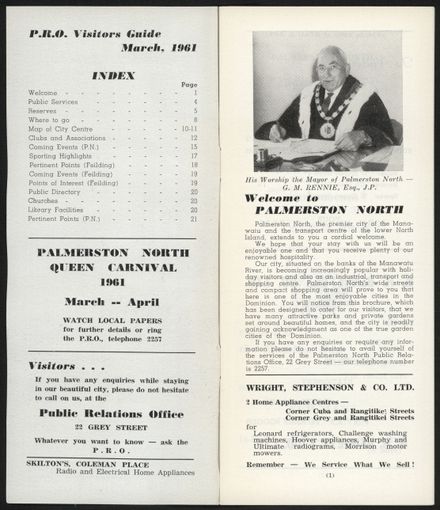 P.R.O. Visitors Guide
March, 1961
INDEX
Page
Welcome - - - - - - 1
Public Services - - - - - 4
Reserves - - - - - - 5
Where to go - - - - - 8
Map of City Centre - - - - 10-11
Clubs and Associations - - - 12
Coming Events (P.N.) - - - 15
Sporting Highlights - - - - 17
Pertinent Points (Feilding) - - 18
Coming Events (Feilding) - - - 19
Points of Interest (Feilding) - - 19
Public Directory - - - - 20
Churches - - - - - - 20
Library Facilities - - - - 20
Pertinent Points (P.N.) - - - 21
PALMERSTON NORTH
QUEEN CARNIVAL
1961
March -- April
WATCH LOCAL PAPERS
for further details or ring
the P.R.O., telephone 2257
Visitors . . .
If you have any enquiries while staying
in our beautiful city, please do not hesitate
to call on us, at the
Public Relations Office
22 GREY STREET
Whatever you want to know — ask the
P.R.O.
SKILTON'S, COLEMAN PLACE
Radio and Electrical Home Appliances
His Worship the Mayor of Palmerston North —
G. M. RENNIE, Esq., J.P.
Welcome to
PALMERSTON NORTH
Palmerston North, the premier city of the Mana-
watu and the transport centre of the lower North
Island, extends to you a cordial welcome.
We hope that your stay with us will be an
enjoyable one and that you receive plenty of our
renowned hospitality.
Our city, situated on the banks of the Manawatu
River, is becoming increasingly popular with holi-
day visitors and also as an industrial, transport and
shopping centre. Palmerston North's wide streets
and compact shopping area will prove to you that
here is one of the most enjoyable cities in the
Dominion. You will notice from this brochure, which
has been designed to cater for our visitors, that we
have many attractive parks and private gardens
set around beautiful homes, and the city is readily
gaining acknowledgment as one of the true garden
cities of the Dominion.
If you have any enquiries or require any infor-
mation please do not hesitate to avail yourself of
the services of the Palmerston North Public Rela-
tions Office, 22 Grey Street — our telephone number
is 2257.
WRIGHT, STEPHENSON & CO. LTD.
2 Home Appliance Centres —
Corner Cuba and Rangitikei Streets
Corner Grey and Rangitikei Streets
for
Leonard refrigerators, Challenge washing
machines, Hoover appliances, Murphy and
Ultimate radiograms, Morrison motor
mowers.
Remember — We Service What We Sell !
(1)